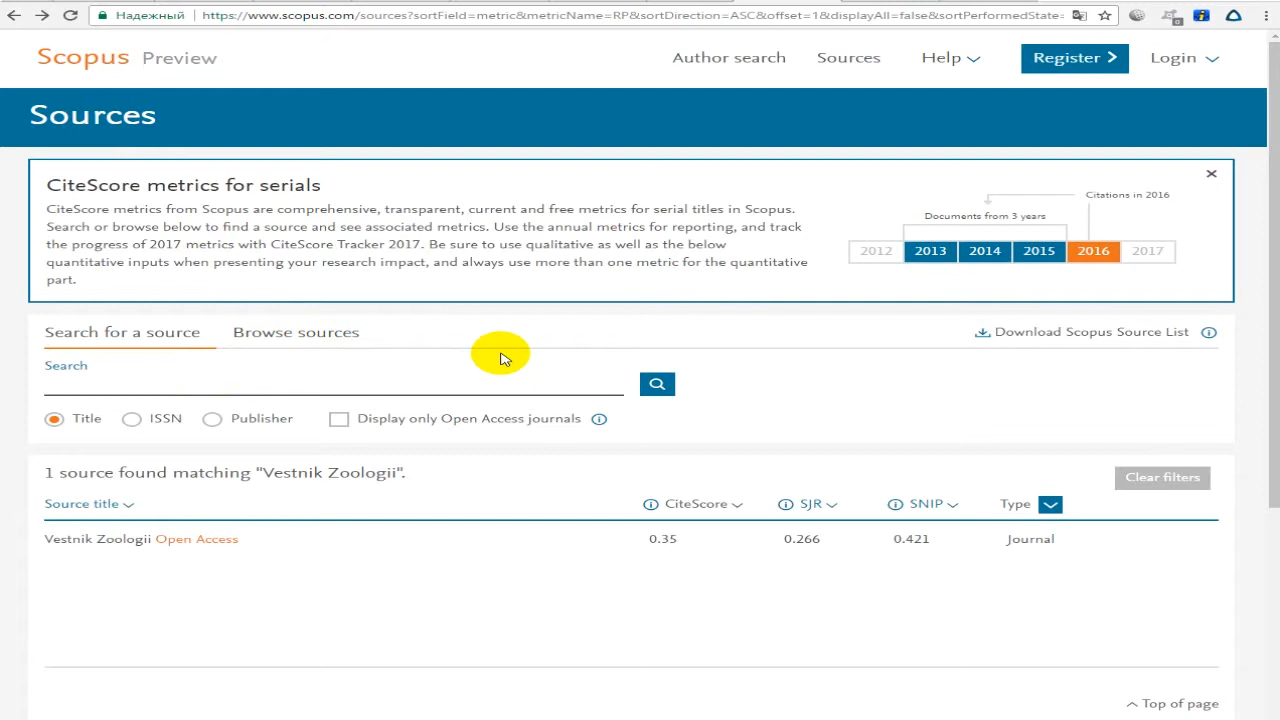 Надежный https://www.scopus.com/sources?sortField=metric&metricName=RP&sortDirection=ASC&offset=1&displayAll=false&sortPerformedState=
Scopus Preview Author search Sources Help Register Login
Sources
CiteScore metrics for serials
CiteScore metrics from Scopus are comprehensive, transparent, current and free metrics for serial titles in Scopus.
Search or browse below to find a source and see associated metrics. Use the annual metrics for reporting, and track
the progress of 2017 metrics with CiteScore Tracker 2017. Be sure to use qualitative as well as the below
quantitative inputs when presenting your research impact, and always use more than one metric for the quantitative
part.
Citations in 2016
Documents from 3 years
2012 2013 2014 2015 2016 2017
Search for a source Browse sources Download Scopus Source List
Search
Title ISSN Publisher Display only Open Access journals
1 source found matching "Vestnik Zoologii". Clear filters
Source title CiteScore SJR SNIP Type
Vestnik Zoologii Open Access 0.35 0.266 0.421 Journal
Top of page